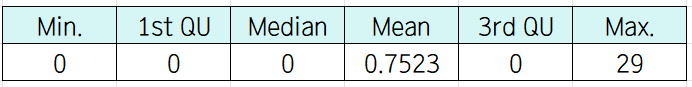 Min. 1st QU Median Mean 3rd QU Max.
0 0 0 0.7523 0 29